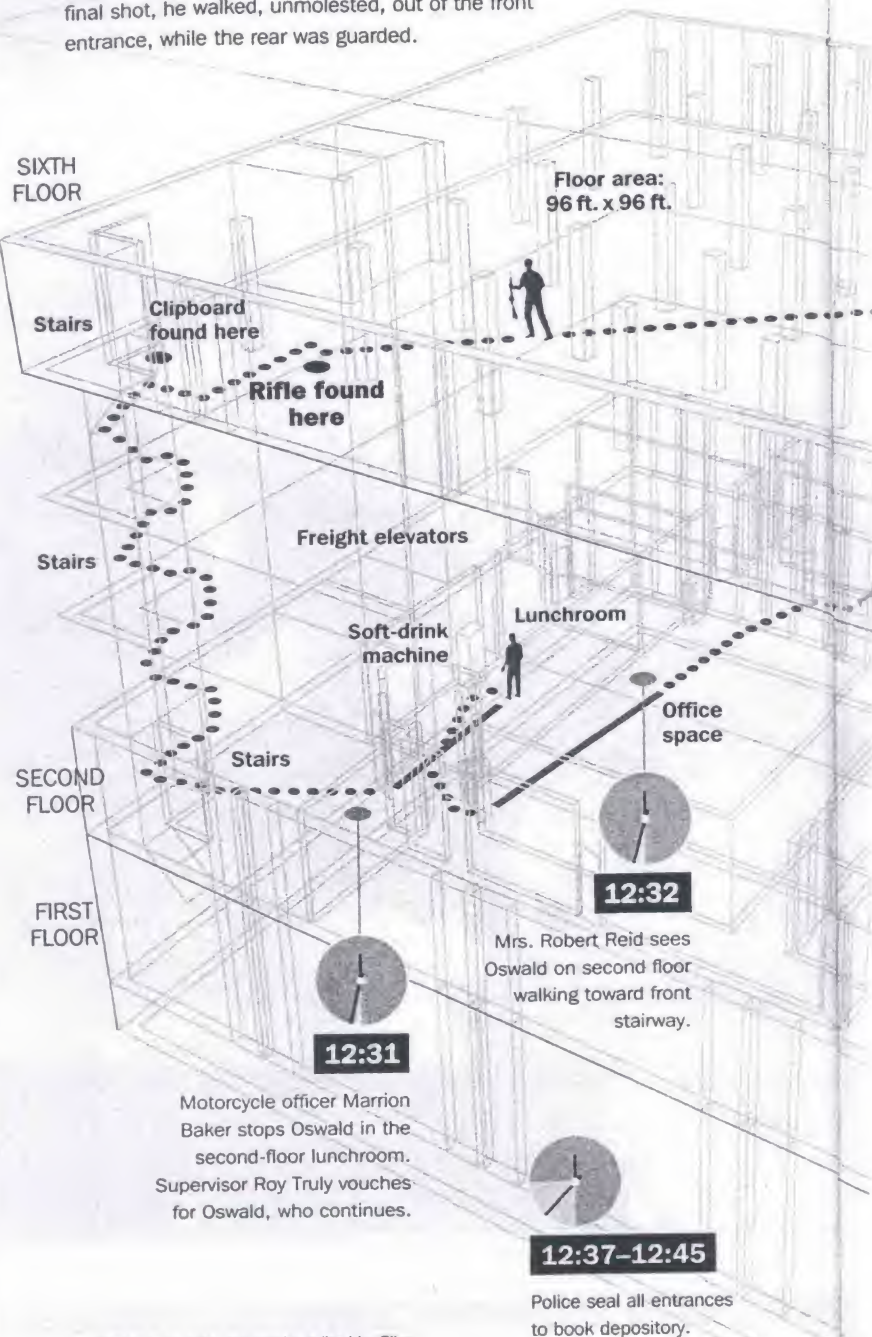 final shot, he walked, unmolested, out of the front
entrance, while the rear was guarded.
SIXTH
FLOOR
Floor area:
96 ft. x 96 ft.
Stairs
Clipboard
found here
Rifle found
here
Stairs
Freight elevators
Soft-drink
machine
Lunchroom
Office
space
Stairs
SECOND
FLOOR
FIRST
FLOOR
12:32
Mrs. Robert Reid sees
Oswald on second floor
walking toward front
stairway.
12:31
Motorcycle officer Marrion
Baker stops Oswald in the
second-floor lunchroom.
Supervisor Roy Truly vouches
for Oswald, who continues.
12:37–12:45
Police seal all entrances
to book depository.